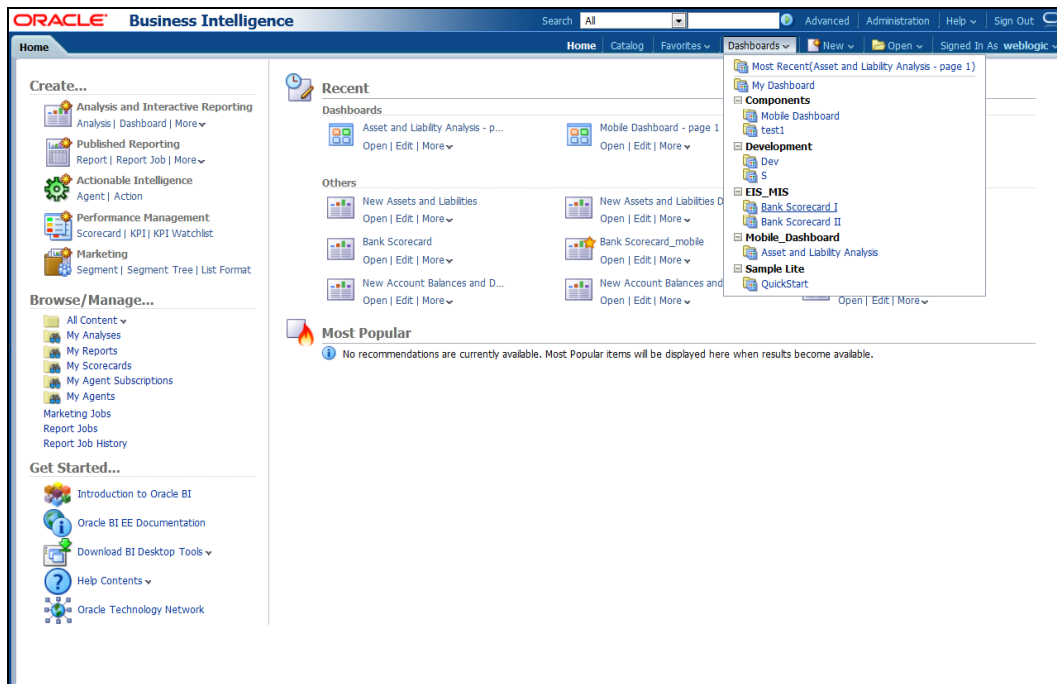 ORACLE Business Intelligence
Search All Advanced Administration Help Sign Out
Home
Home Catalog Favorites Dashboards New Open Signed In As weblogic
Create...
Analysis and Interactive Reporting
Analysis | Dashboard | More
Published Reporting
Report | Report Job | More
Actionable Intelligence
Agent | Action
Performance Management
Scorecard | KPI | KPI Watchlist
Marketing
Segment | Segment Tree | List Format
Browse/Manage...
All Content
My Analyses
My Reports
My Scorecards
My Agent Subscriptions
My Agents
Marketing Jobs
Report Jobs
Report Job History
Get Started...
Introduction to Oracle BI
Oracle BI EE Documentation
Download BI Desktop Tools
Help Contents
Oracle Technology Network
Recent
Dashboards
Asset and Liability Analysis - p...
Open | Edit | More
Mobile Dashboard - page 1
Open | Edit | More
Others
New Assets and Liabilities
Open | Edit | More
New Assets and Liabilities D
Open | Edit | More
Bank Scorecard
Open | Edit | More
Bank Scorecard_mobile
Open | Edit | More
New Account Balances and D...
Open | Edit | More
New Account Balances and
Open | Edit | More
Open | Edit | More
Most Popular
No recommendations are currently available. Most Popular items will be displayed here when results become available.
Most Recent(Asset and Liability Analysis - page 1)
My Dashboard
Components
Mobile Dashboard
test1
Development
Dev
S
EIS_MIS
Bank Scorecard I
Bank Scorecard II
Mobile_Dashboard
Asset and Liability Analysis
Sample Lite
QuickStart